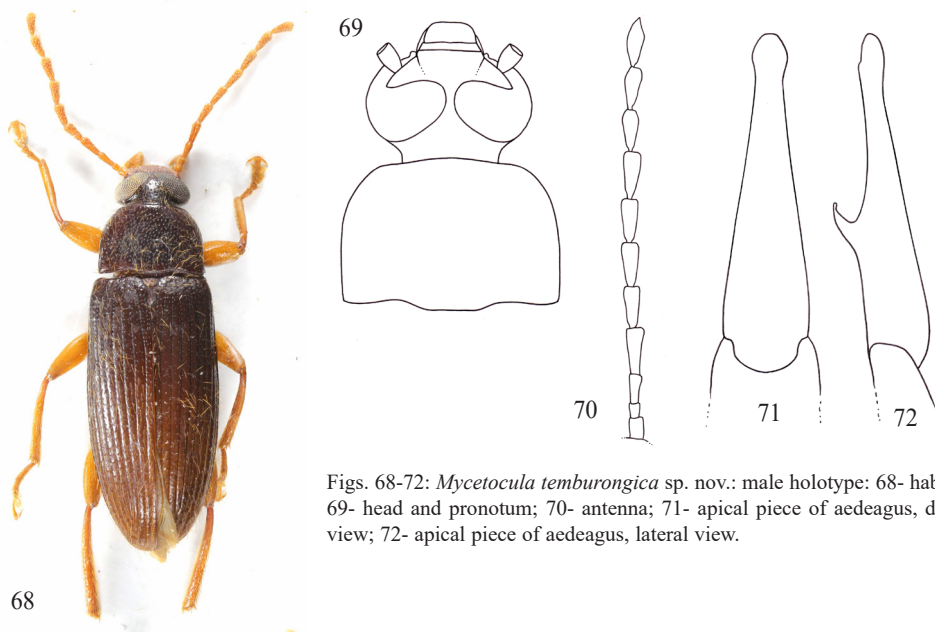 69
70
71
72
68
Figs. 68-72: Mycetocula temburongica sp. nov.: male holotype: 68- hab
69- head and pronotum; 70- antenna; 71- apical piece of aedeagus, d
view; 72- apical piece of aedeagus, lateral view.